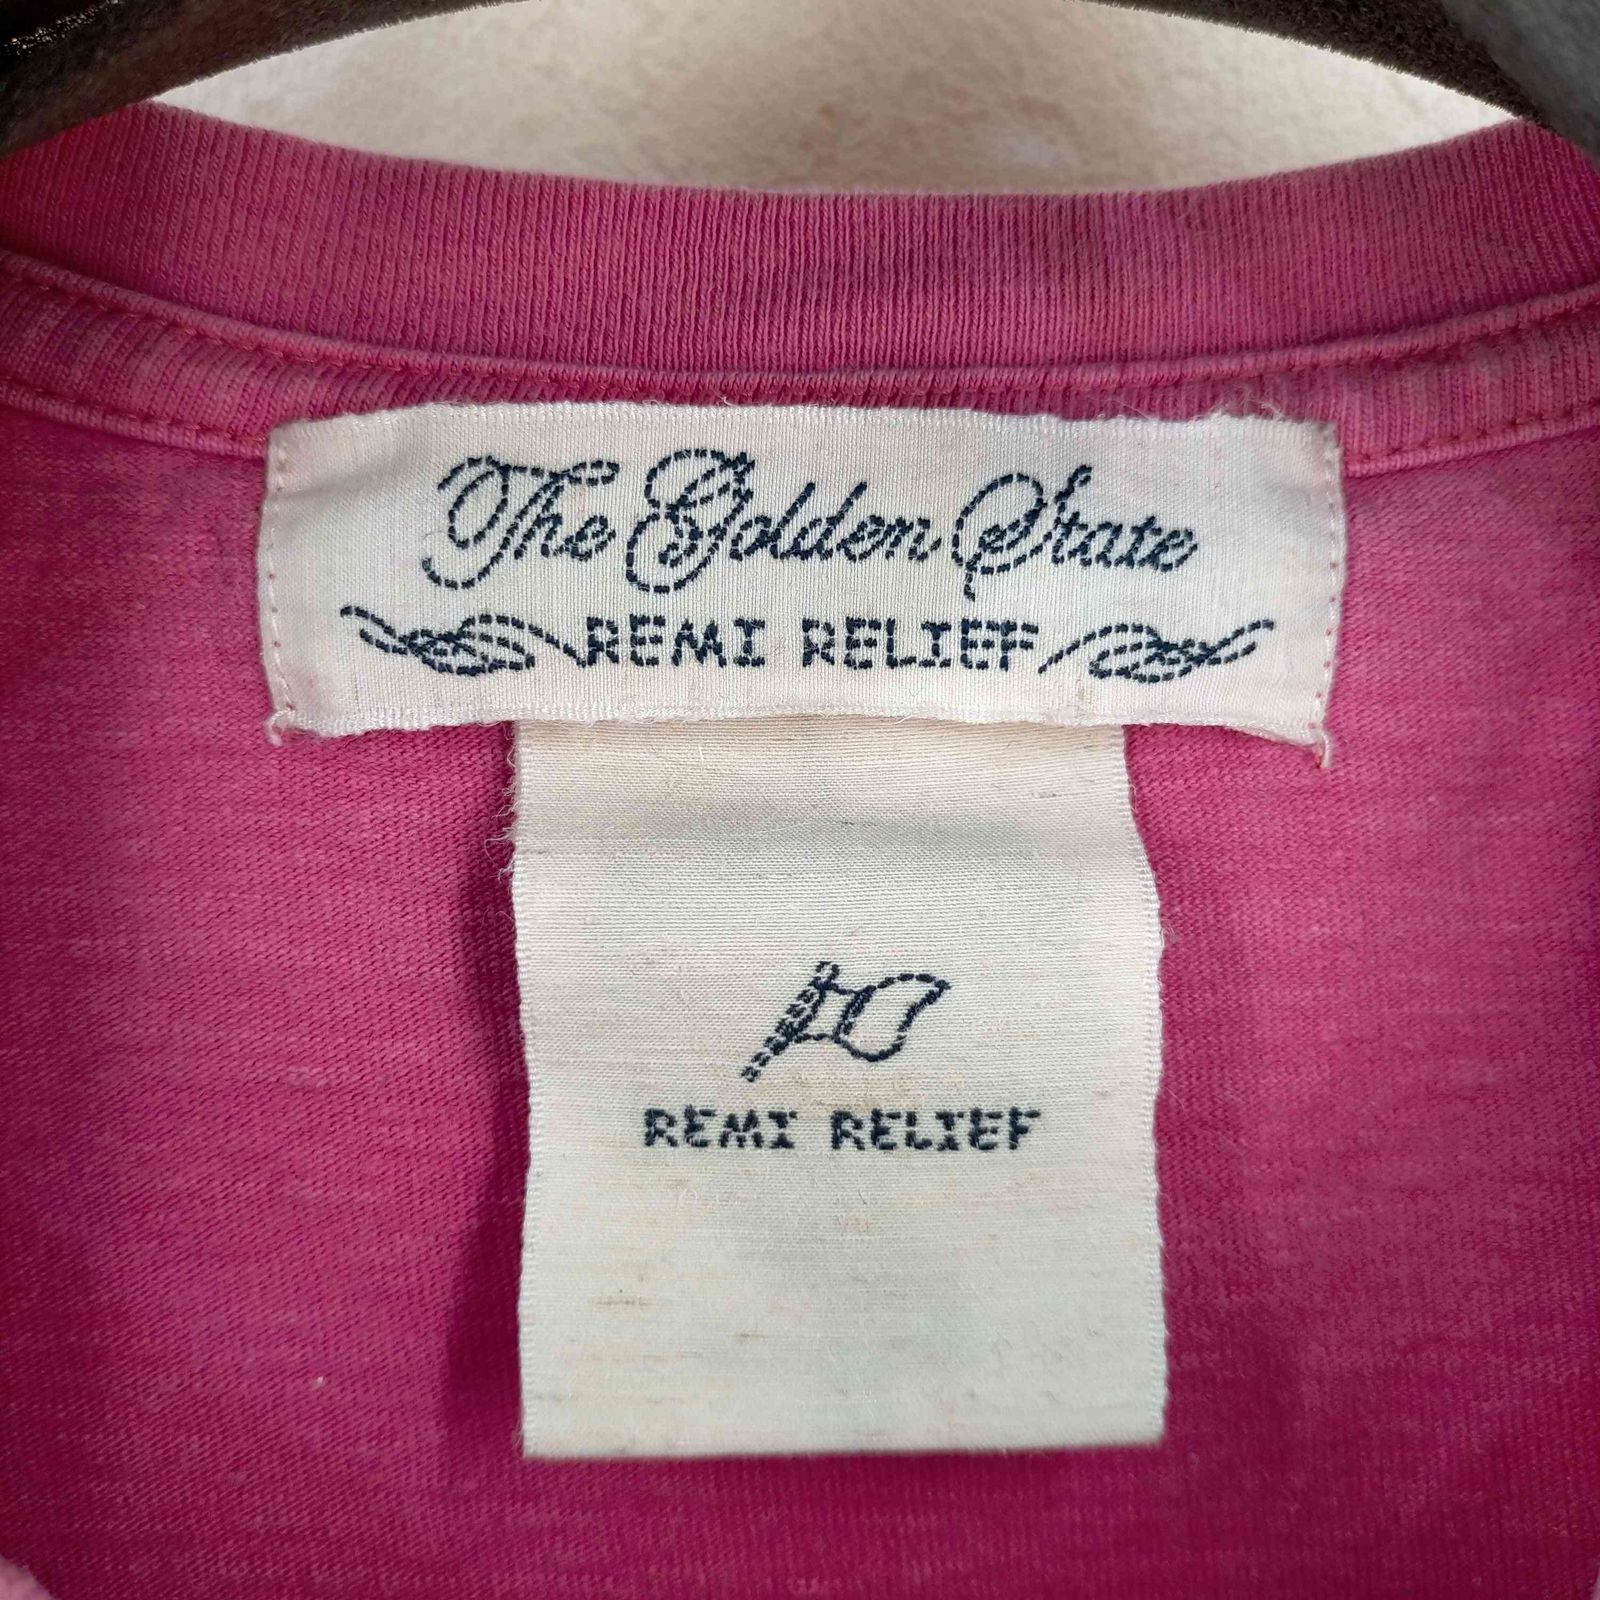 The Golden State
REMI RELIEF
REMI RELIEF